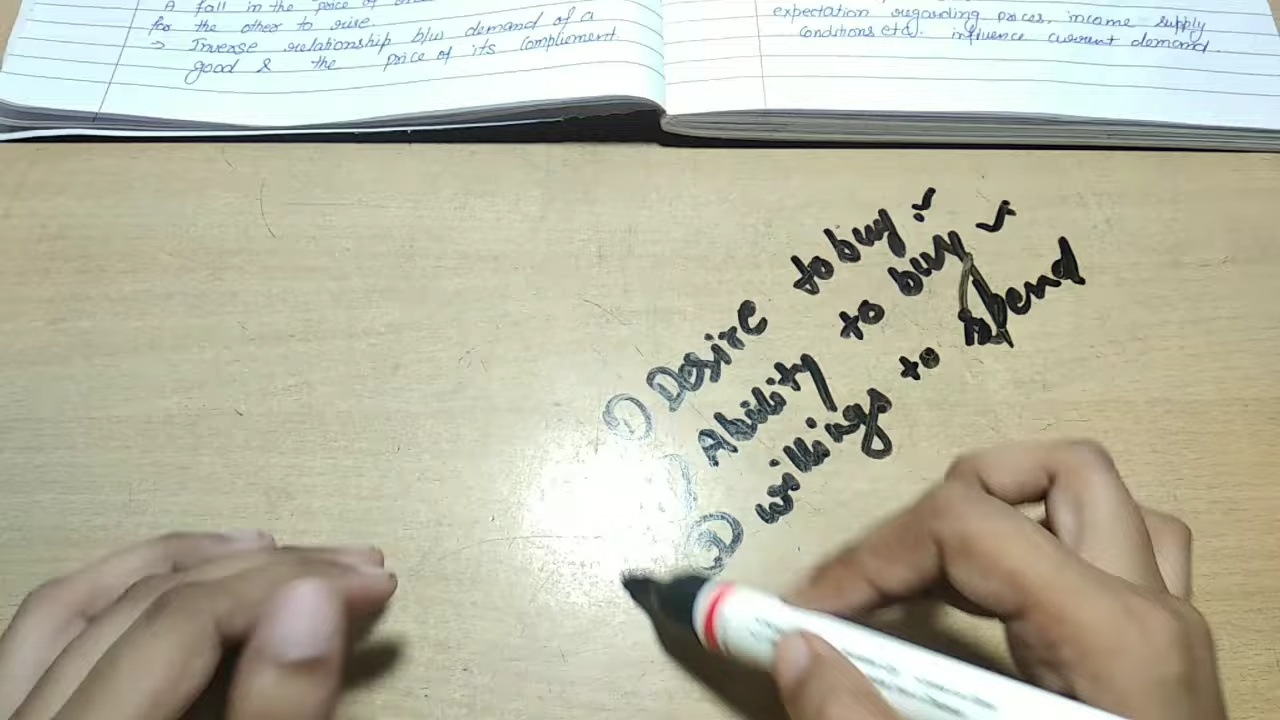 A fall in the price of
for the other to rise
→ Inverse relationship b/w demand of a
good & the price of its compliment.
expectation regarding prices, income supply
conditions etc. influence current demand.
① Desire to buy ✓
Ability to buy ✓
② willings to spend